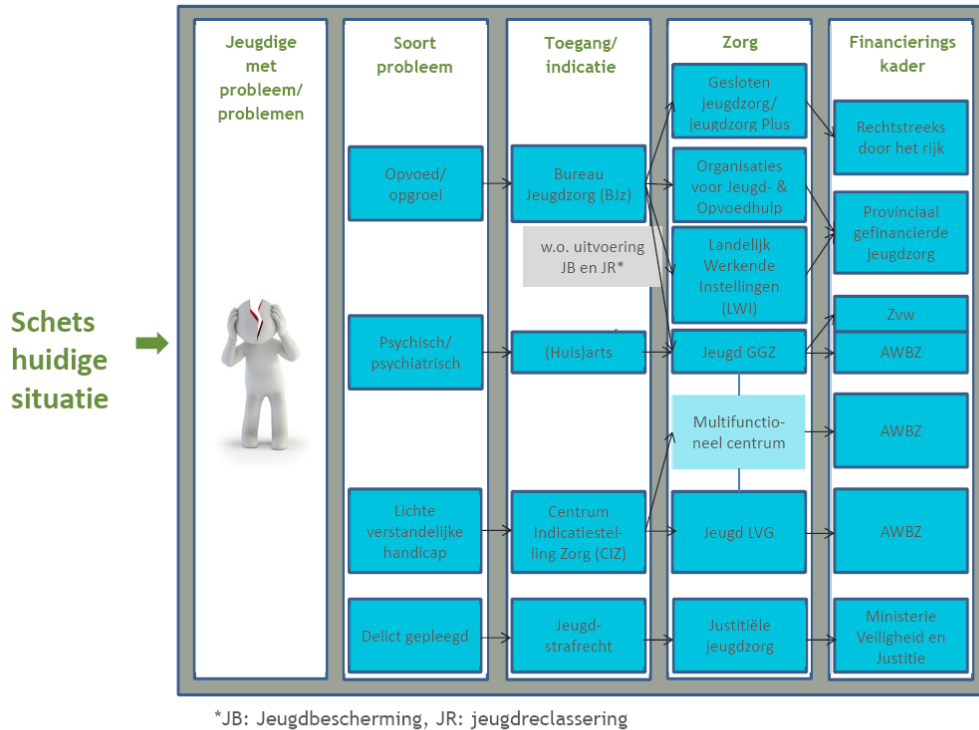 Schets
huidige
situatie
Jeugdige
met
probleem/
problemen
Soort
probleem
Opvoed/
opgroei
Psychisch/
psychiatrisch
Lichte
verstandelijke
handicap
Delict gepleegd
Toegang/
indicatie
Bureau
Jeugdzorg (BJz)
w.o. uitvoering
JB en JR*
(Huis)arts
Centrum
Indicatiestel-
ling Zorg (CIZ)
Jeugd-
strafrecht
Zorg
Gesloten
jeugdzorg/
jeugdzorg Plus
Organisaties
voor Jeugd- &
Opvoedhulp
Landelijk
Werkende
Instellingen
(LWI)
Jeugd GGZ
Multifunctio-
neel centrum
Jeugd LVG
Justitiële
jeugdzorg
Financierings
kader
Rechtstreeks
door het rijk
Provinciaal
gefinancierde
jeugdzorg
Zvw
AWBZ
AWBZ
AWBZ
Ministerie
Veiligheid en
Justitie
*JB: Jeugdbescherming, JR: jeugdreclassering